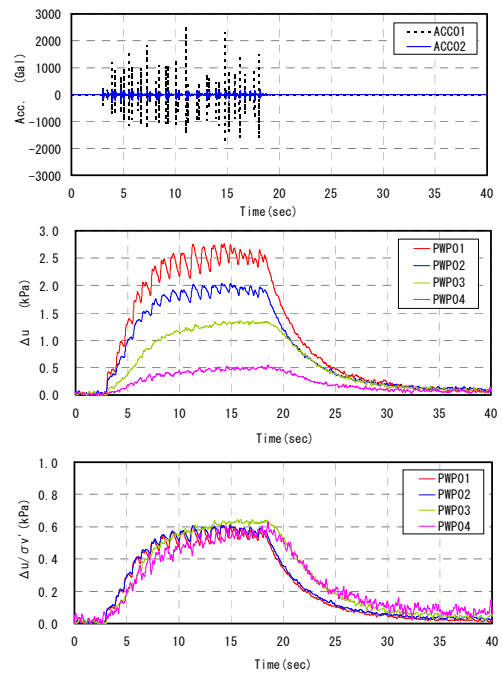 3000
2000
1000
0
-1000
-2000
-3000
Acc. (Gal)
ACC01
ACC02
0 5 10 15 20 25 30 35 40
Time(sec)
3.0
2.5
2.0
1.5
1.0
0.5
0.0
Δu (kPa)
PWP01
PWP02
PWP03
PWP04
0 5 10 15 20 25 30 35 40
Time(sec)
1.0
0.8
0.6
0.4
0.2
0.0
Δu/σv' (kPa)
PWP01
PWP02
PWP03
PWP04
0 5 10 15 20 25 30 35 40
Time(sec)